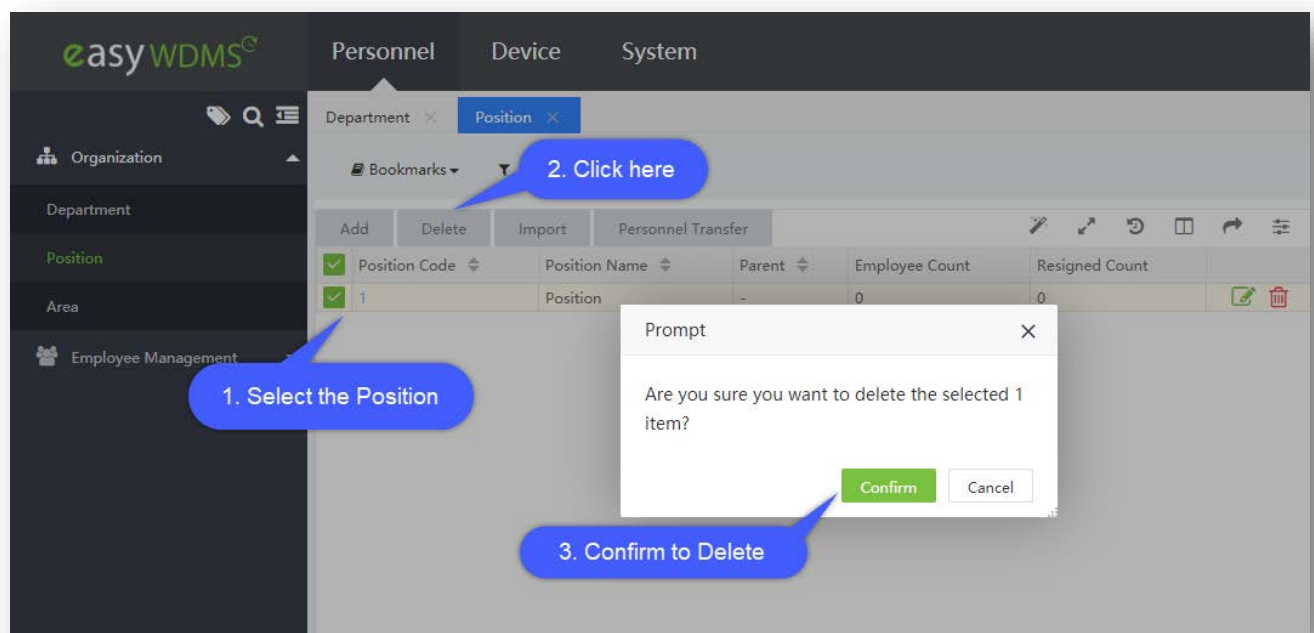 easyWDMS
Personnel Device System
Department Position
Organization
Bookmarks
2. Click here
Department
Add Delete Import Personnel Transfer
Position
Position Code Position Name Parent Employee Count Resigned Count
1 Position - 0 0
Area
Prompt
Employee Management
1. Select the Position
Are you sure you want to delete the selected 1
item?
Confirm Cancel
3. Confirm to Delete